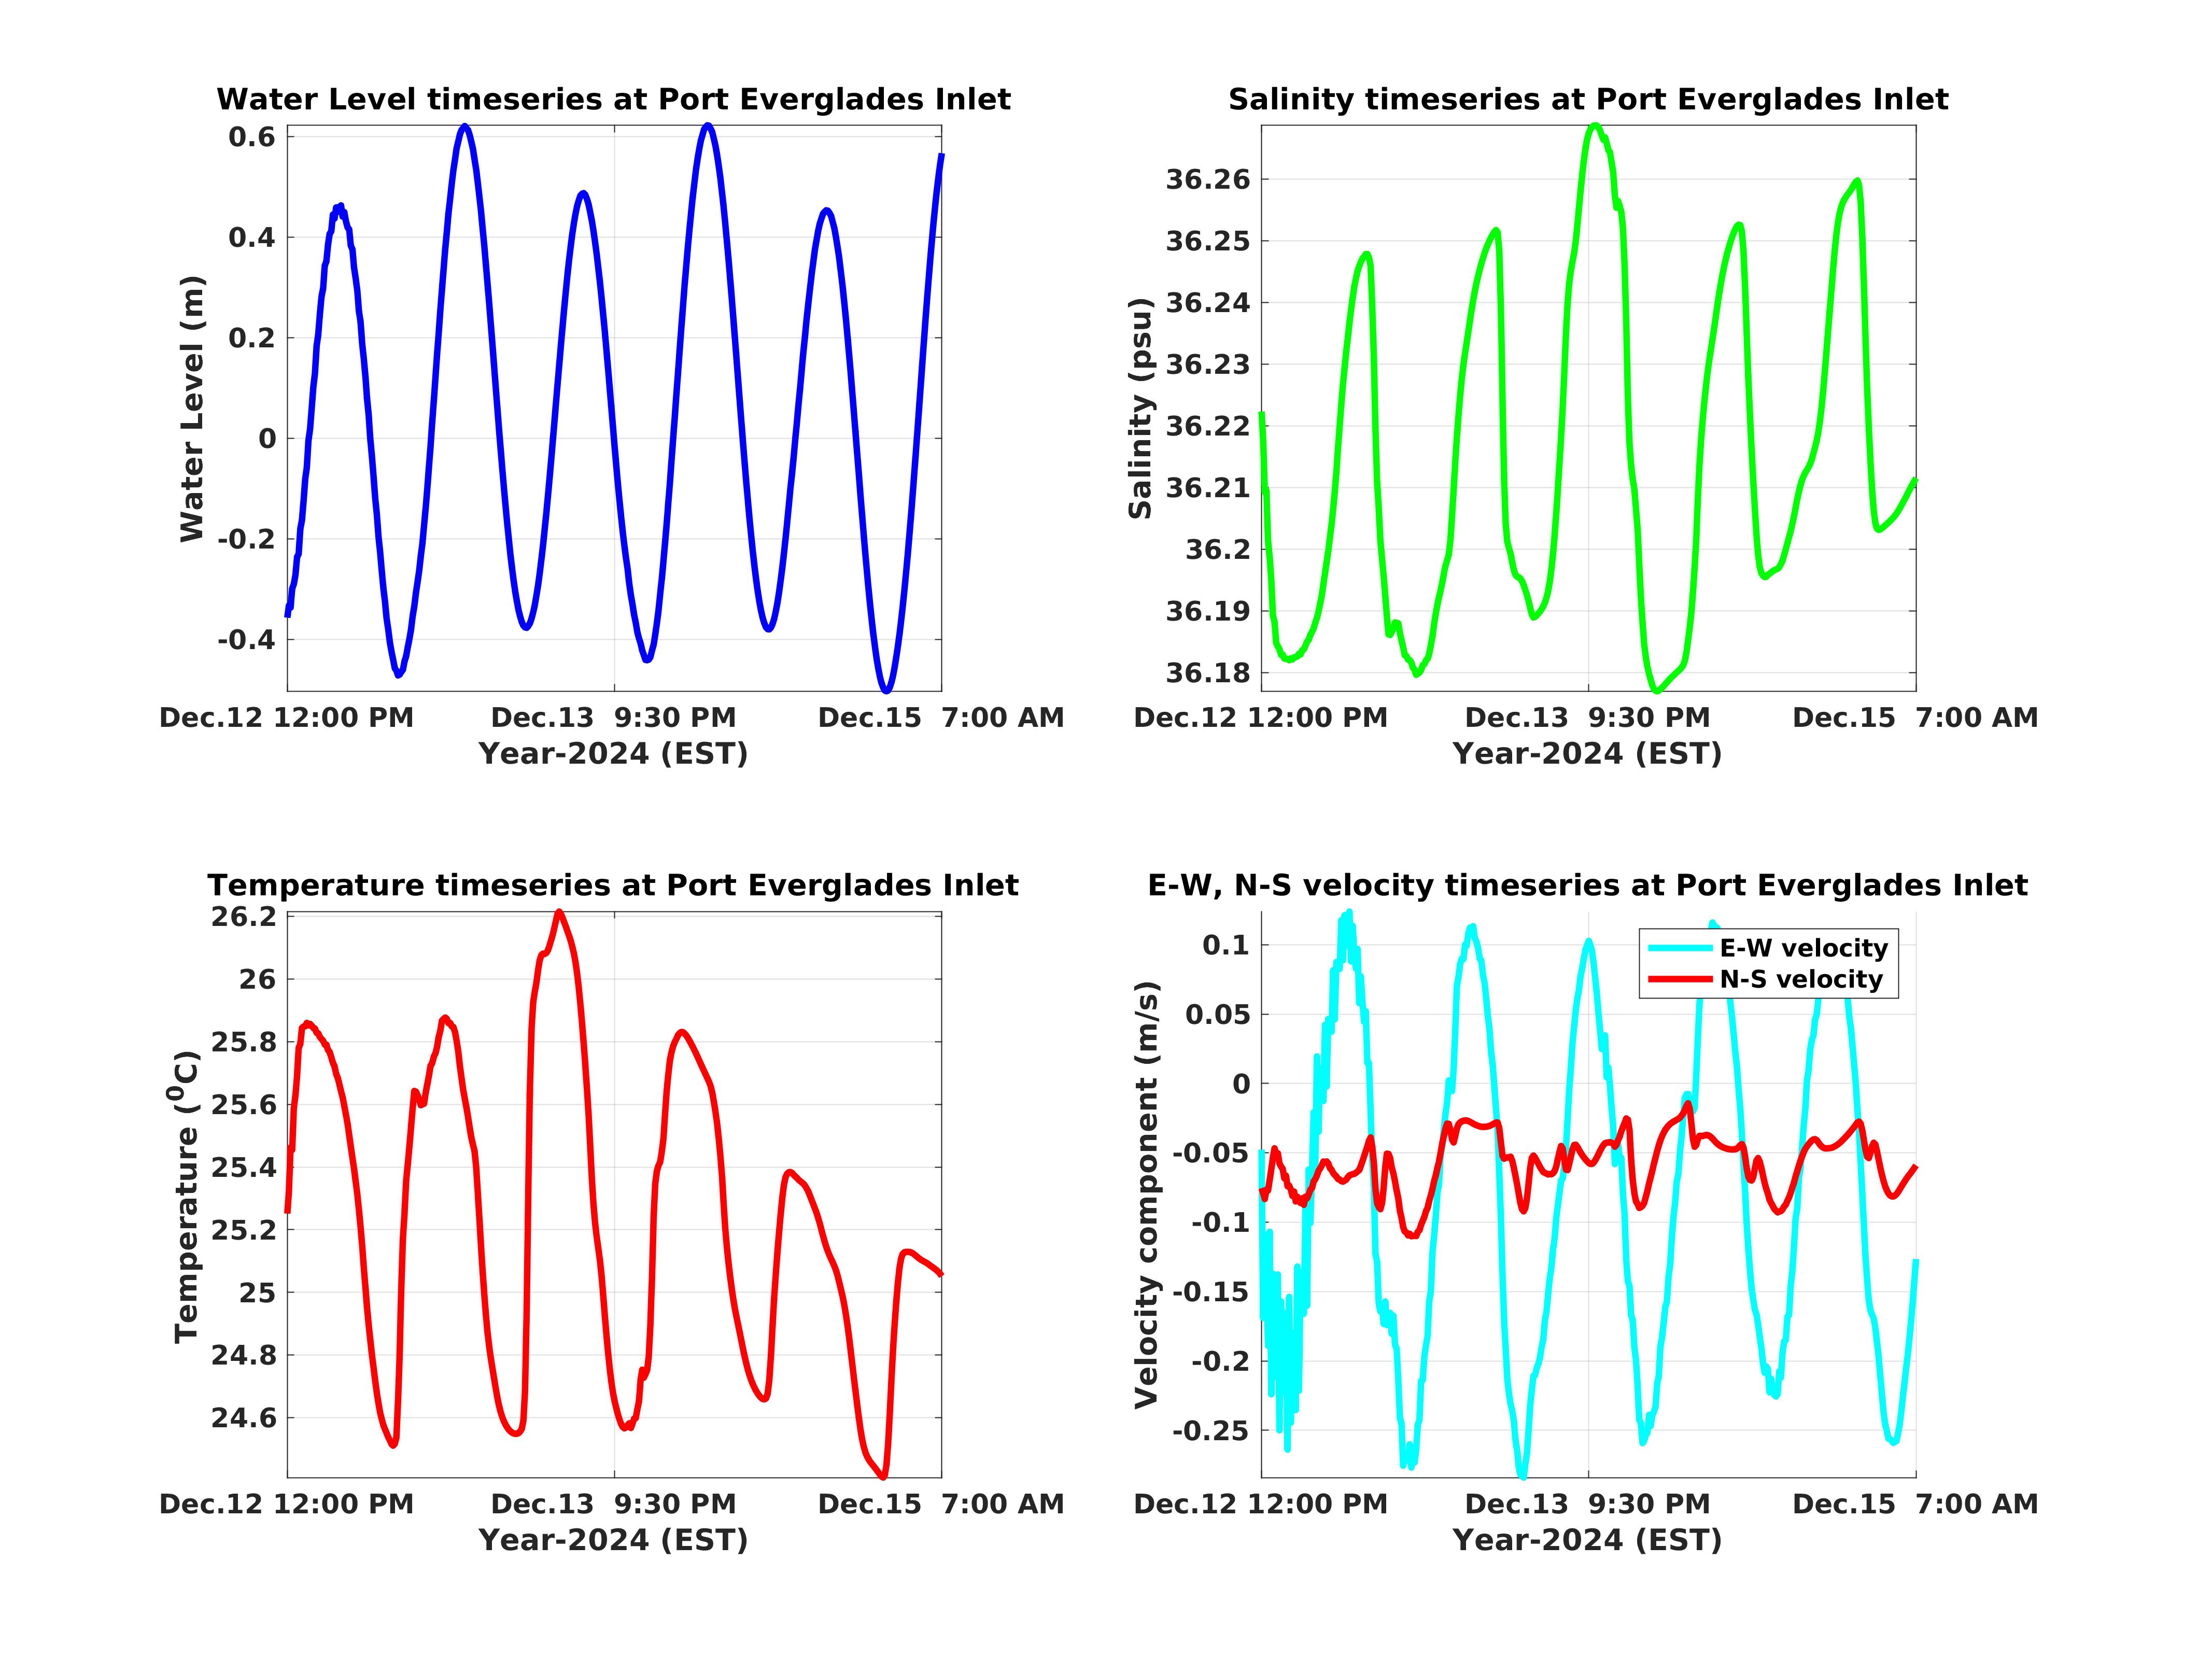 Water Level timeseries at Port Everglades Inlet
0.6
0.4
0.2
0
-0.2
-0.4
Water Level (m)
Dec.12 12:00 PM
Dec.13  9:30 PM
Dec.15  7:00 AM
Year-2024 (EST)
Salinity timeseries at Port Everglades Inlet
36.26
36.25
36.24
36.23
36.22
36.21
36.2
36.19
36.18
Salinity (psu)
Dec.12 12:00 PM
Dec.13  9:30 PM
Dec.15  7:00 AM
Year-2024 (EST)
Temperature timeseries at Port Everglades Inlet
26.2
26
25.8
25.6
25.4
25.2
25
24.8
24.6
Temperature (⁰C)
Dec.12 12:00 PM
Dec.13  9:30 PM
Dec.15  7:00 AM
Year-2024 (EST)
E-W, N-S velocity timeseries at Port Everglades Inlet
0.1
0.05
0
-0.05
-0.1
-0.15
-0.2
-0.25
Velocity component (m/s)
E-W velocity
N-S velocity
Dec.12 12:00 PM
Dec.13  9:30 PM
Dec.15  7:00 AM
Year-2024 (EST)